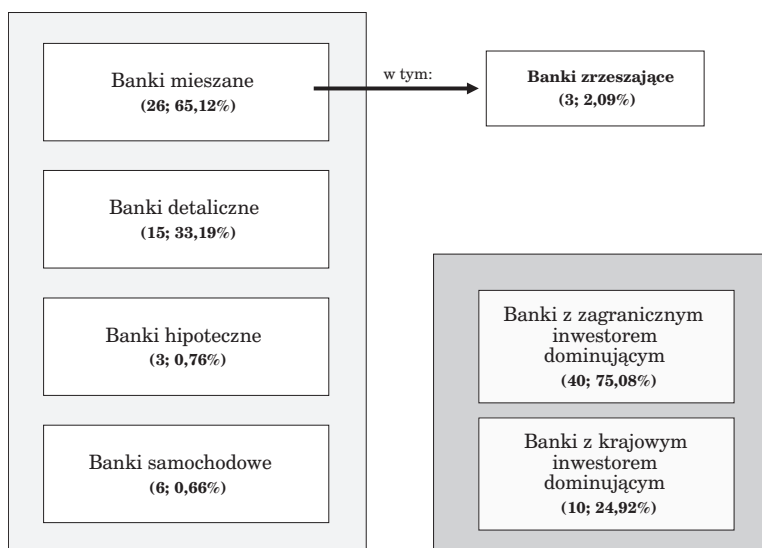 Banki mieszane
(26; 65,12%)
w tym:
Banki zrzeszające
(3; 2,09%)
Banki detaliczne
(15; 33,19%)
Banki hipoteczne
(3; 0,76%)
Banki samochodowe
(6; 0,66%)
Banki z zagranicznym
inwestorem
dominującym
(40; 75,08%)
Banki z krajowym
inwestorem
dominującym
(10; 24,92%)